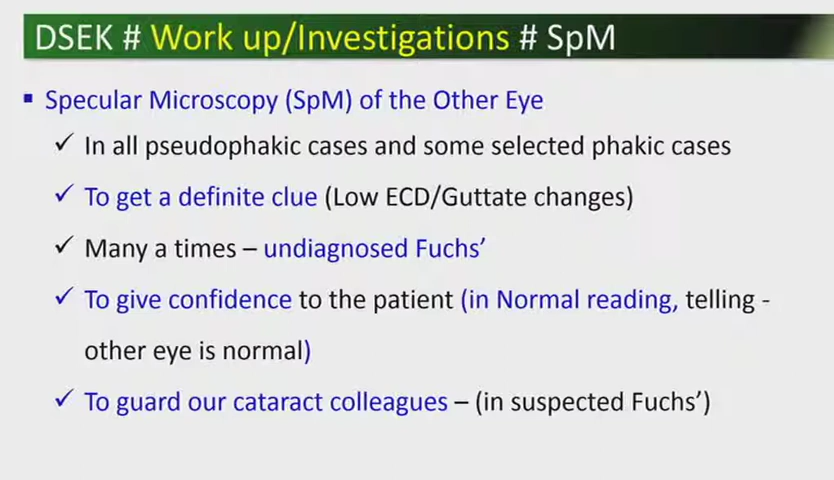 DSEK # Work up/Investigations # SpM
▪ Specular Microscopy (SpM) of the Other Eye
✓ In all pseudophakic cases and some selected phakic cases
✓ To get a definite clue (Low ECD/Guttate changes)
✓ Many a times – undiagnosed Fuchs’
✓ To give confidence to the patient (in Normal reading, telling -
other eye is normal)
✓ To guard our cataract colleagues – (in suspected Fuchs’)